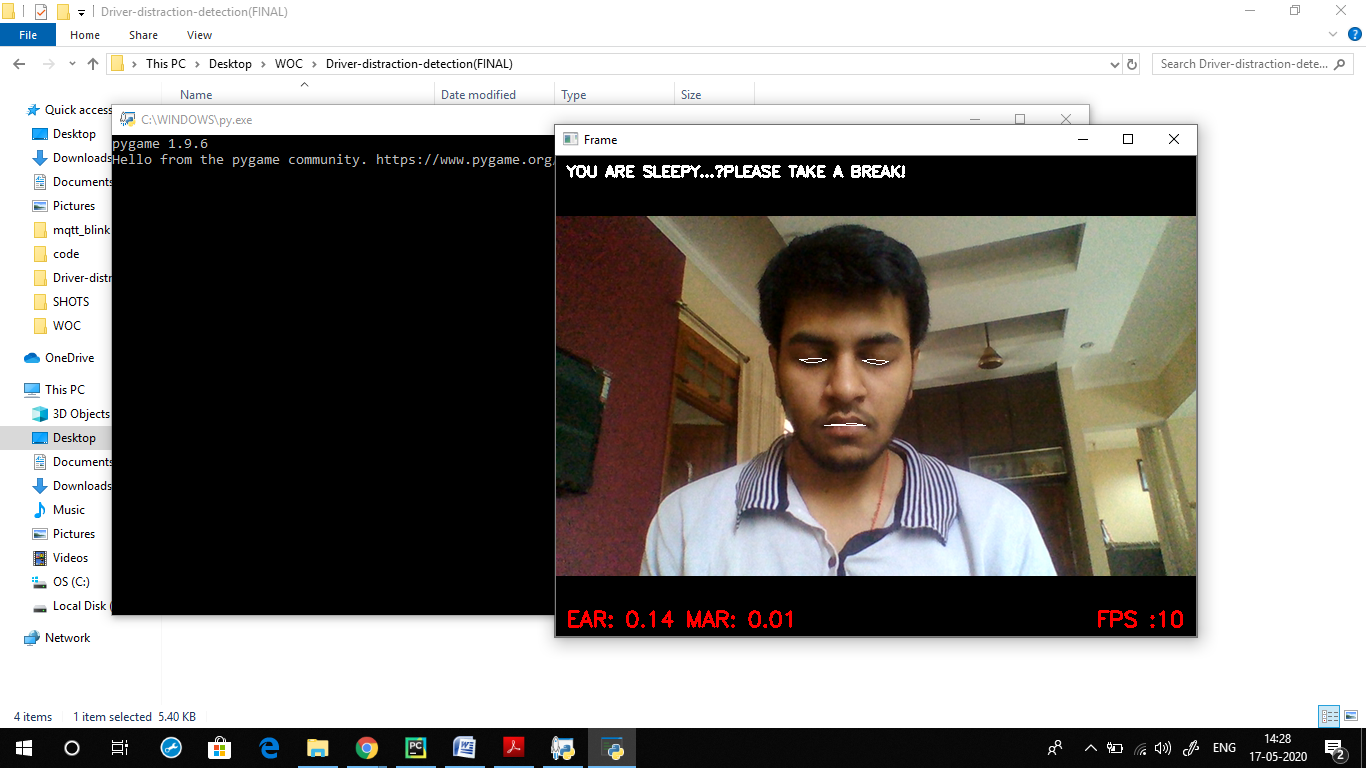 Driver-distraction-detection(FINAL)
File Home Share View
This PC Desktop WOC Driver-distraction-detection(FINAL)
Search Driver-distraction-dete...
Name Date modified Type Size
Quick access
Desktop
Downloads
Documents
Pictures
mqtt_blink
code
Driver-distr
SHOTS
WOC
OneDrive
This PC
3D Objects
Desktop
Documents
Downloads
Music
Pictures
Videos
OS (C:)
Local Disk (
Network
C:\WINDOWS\py.exe
pygame 1.9.6
Hello from the pygame community. https://www.pygame.org/
Frame
YOU ARE SLEEPY...?PLEASE TAKE A BREAK!
EAR: 0.14 MAR: 0.01
FPS :10
4 items 1 item selected 5.40 KB
ENG
14:28
17-05-2020
2